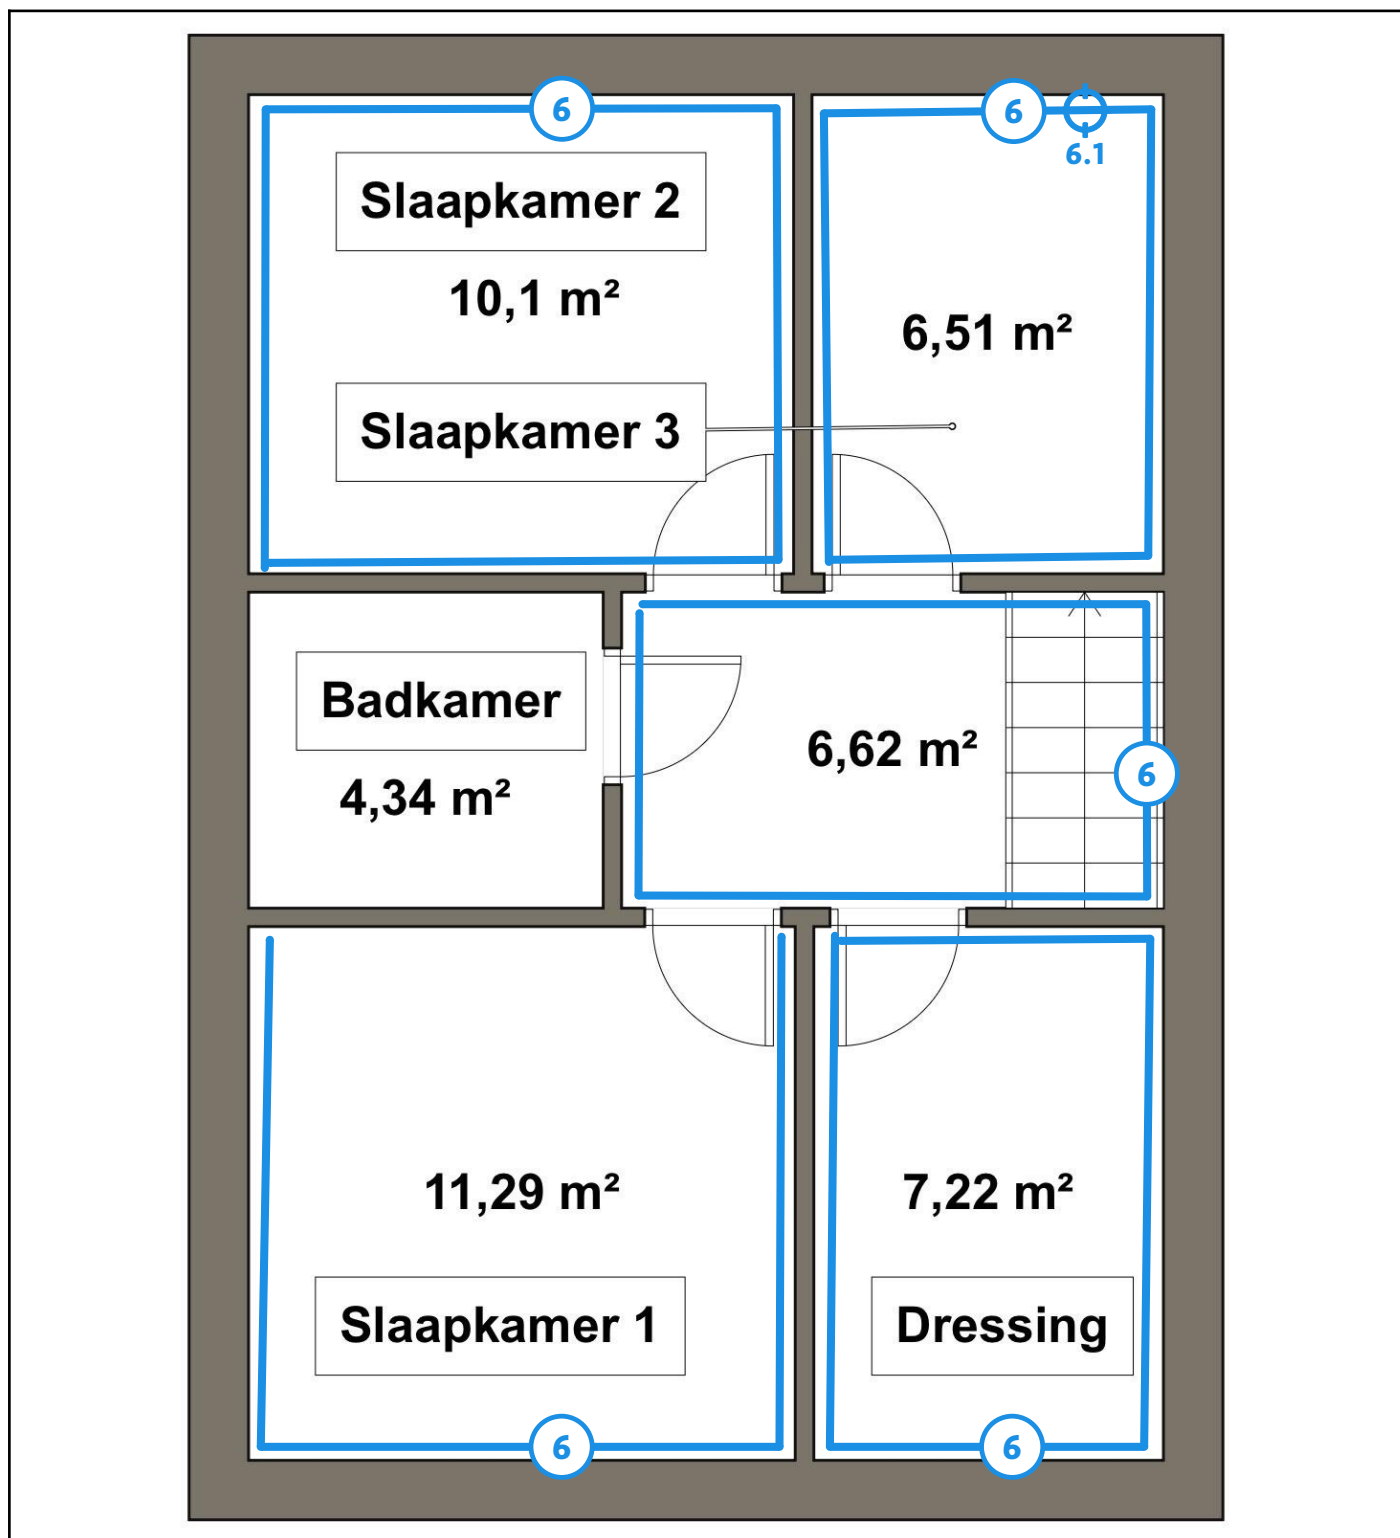 6
6
6.1
Slaapkamer 2
10,1 m²
6,51 m²
Slaapkamer 3
Badkamer
4,34 m²
6,62 m²
6
11,29 m²
7,22 m²
Slaapkamer 1
Dressing
6
6